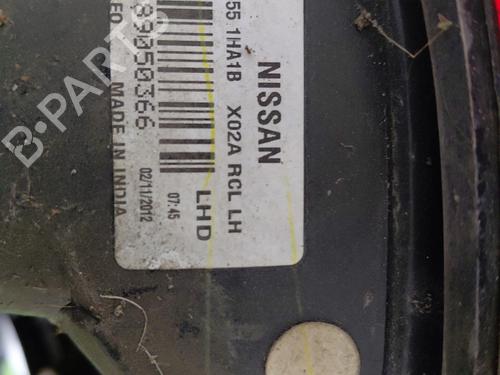 NISSAN
55 1HA1B X02A RCL LH
LHD
89050366
07:45
MADE IN INDIA 02/11/2012
B-Parts